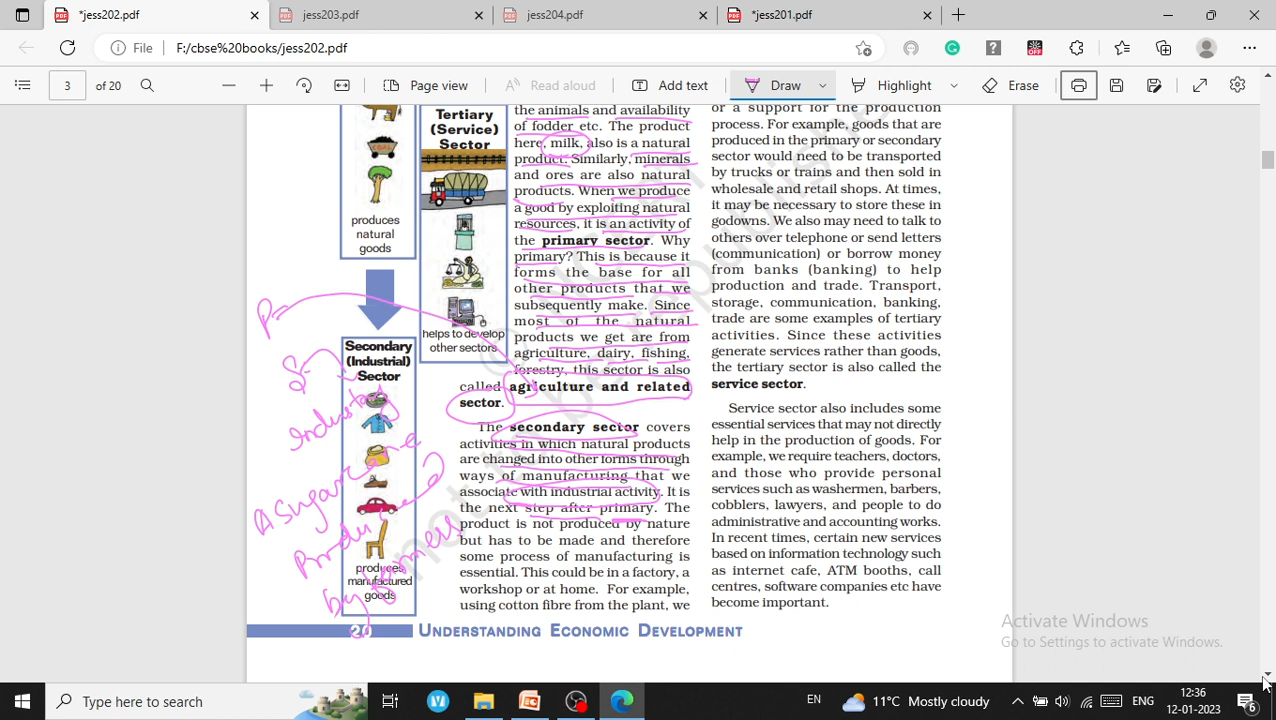 *jess202.pdf
jess203.pdf
jess204.pdf
*jess201.pdf
File
F:/cbse%20books/jess202.pdf
3
of 20
Page view
Read aloud
Add text
Draw
Highlight
Erase
Tertiary
(Service)
Sector
COAL
produces
natural
goods
helps to develop
other sectors
Secondary
(Industrial)
Sector
produces
manufactured
goods
P-
S-
Industry
A Sugarcane
Produced
by farmers
the animals and availability
of fodder etc. The product
here, milk, also is a natural
product. Similarly, minerals
and ores are also natural
products. When we produce
a good by exploiting natural
resources, it is an activity of
the primary sector. Why
primary? This is because it
forms the base for all
other products that we
subsequently make. Since
most of the natural
products we get are from
agriculture, dairy, fishing,
forestry, this sector is also
called agriculture and related
sector.
The secondary sector covers
activities in which natural products
are changed into other forms through
ways of manufacturing that we
associate with industrial activity. It is
the next step after primary. The
product is not produced by nature
but has to be made and therefore
some process of manufacturing is
essential. This could be in a factory, a
workshop or at home. For example,
using cotton fibre from the plant, we
or a support for the production
process. For example, goods that are
produced in the primary or secondary
sector would need to be transported
by trucks or trains and then sold in
wholesale and retail shops. At times,
it may be necessary to store these in
godowns. We also may need to talk to
others over telephone or send letters
(communication) or borrow money
from banks (banking) to help
production and trade. Transport,
storage, communication, banking,
trade are some examples of tertiary
activities. Since these activities
generate services rather than goods,
the tertiary sector is also called the
service sector.
Service sector also includes some
essential services that may not directly
help in the production of goods. For
example, we require teachers, doctors,
and those who provide personal
services such as washermen, barbers,
cobblers, lawyers, and people to do
administrative and accounting works.
In recent times, certain new services
based on information technology such
as internet cafe, ATM booths, call
centres, software companies etc have
become important.
not to be republishe
20
UNDERSTANDING ECONOMIC DEVELOPMENT
Activate Windows
Go to Settings to activate Windows.
Type here to search
EN
11°C Mostly cloudy
ENG
12:36
12-01-2023
6